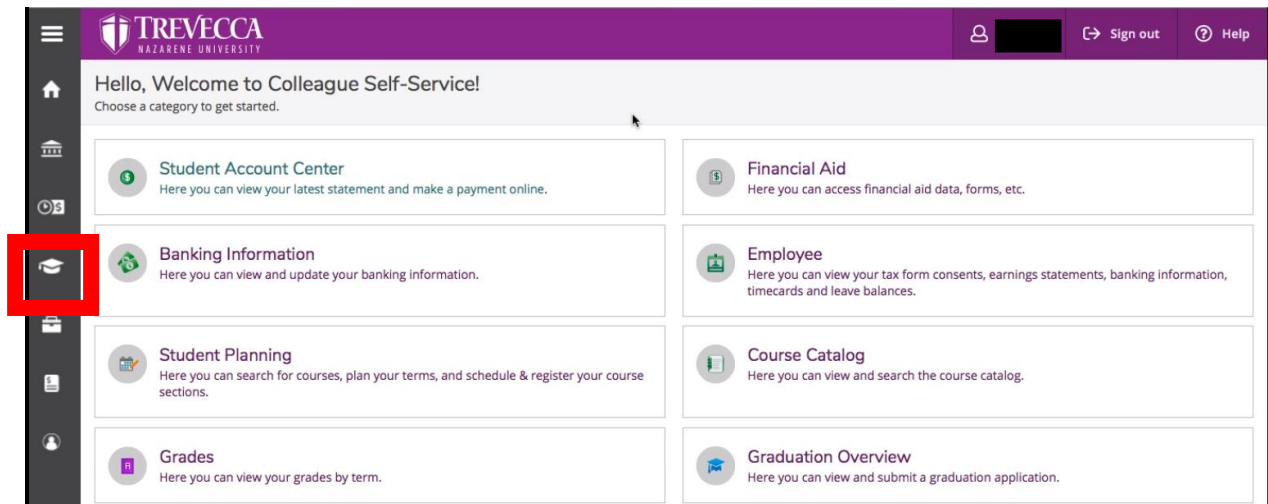 TREVECCA
NAZARENE UNIVERSITY
Sign out
Help
Hello, Welcome to Colleague Self-Service!
Choose a category to get started.
Student Account Center
Here you can view your latest statement and make a payment online.
Financial Aid
Here you can access financial aid data, forms, etc.
Banking Information
Here you can view and update your banking information.
Employee
Here you can view your tax form consents, earnings statements, banking information,
timecards and leave balances.
Student Planning
Here you can search for courses, plan your terms, and schedule & register your course
sections.
Course Catalog
Here you can view and search the course catalog.
Grades
Here you can view your grades by term.
Graduation Overview
Here you can view and submit a graduation application.